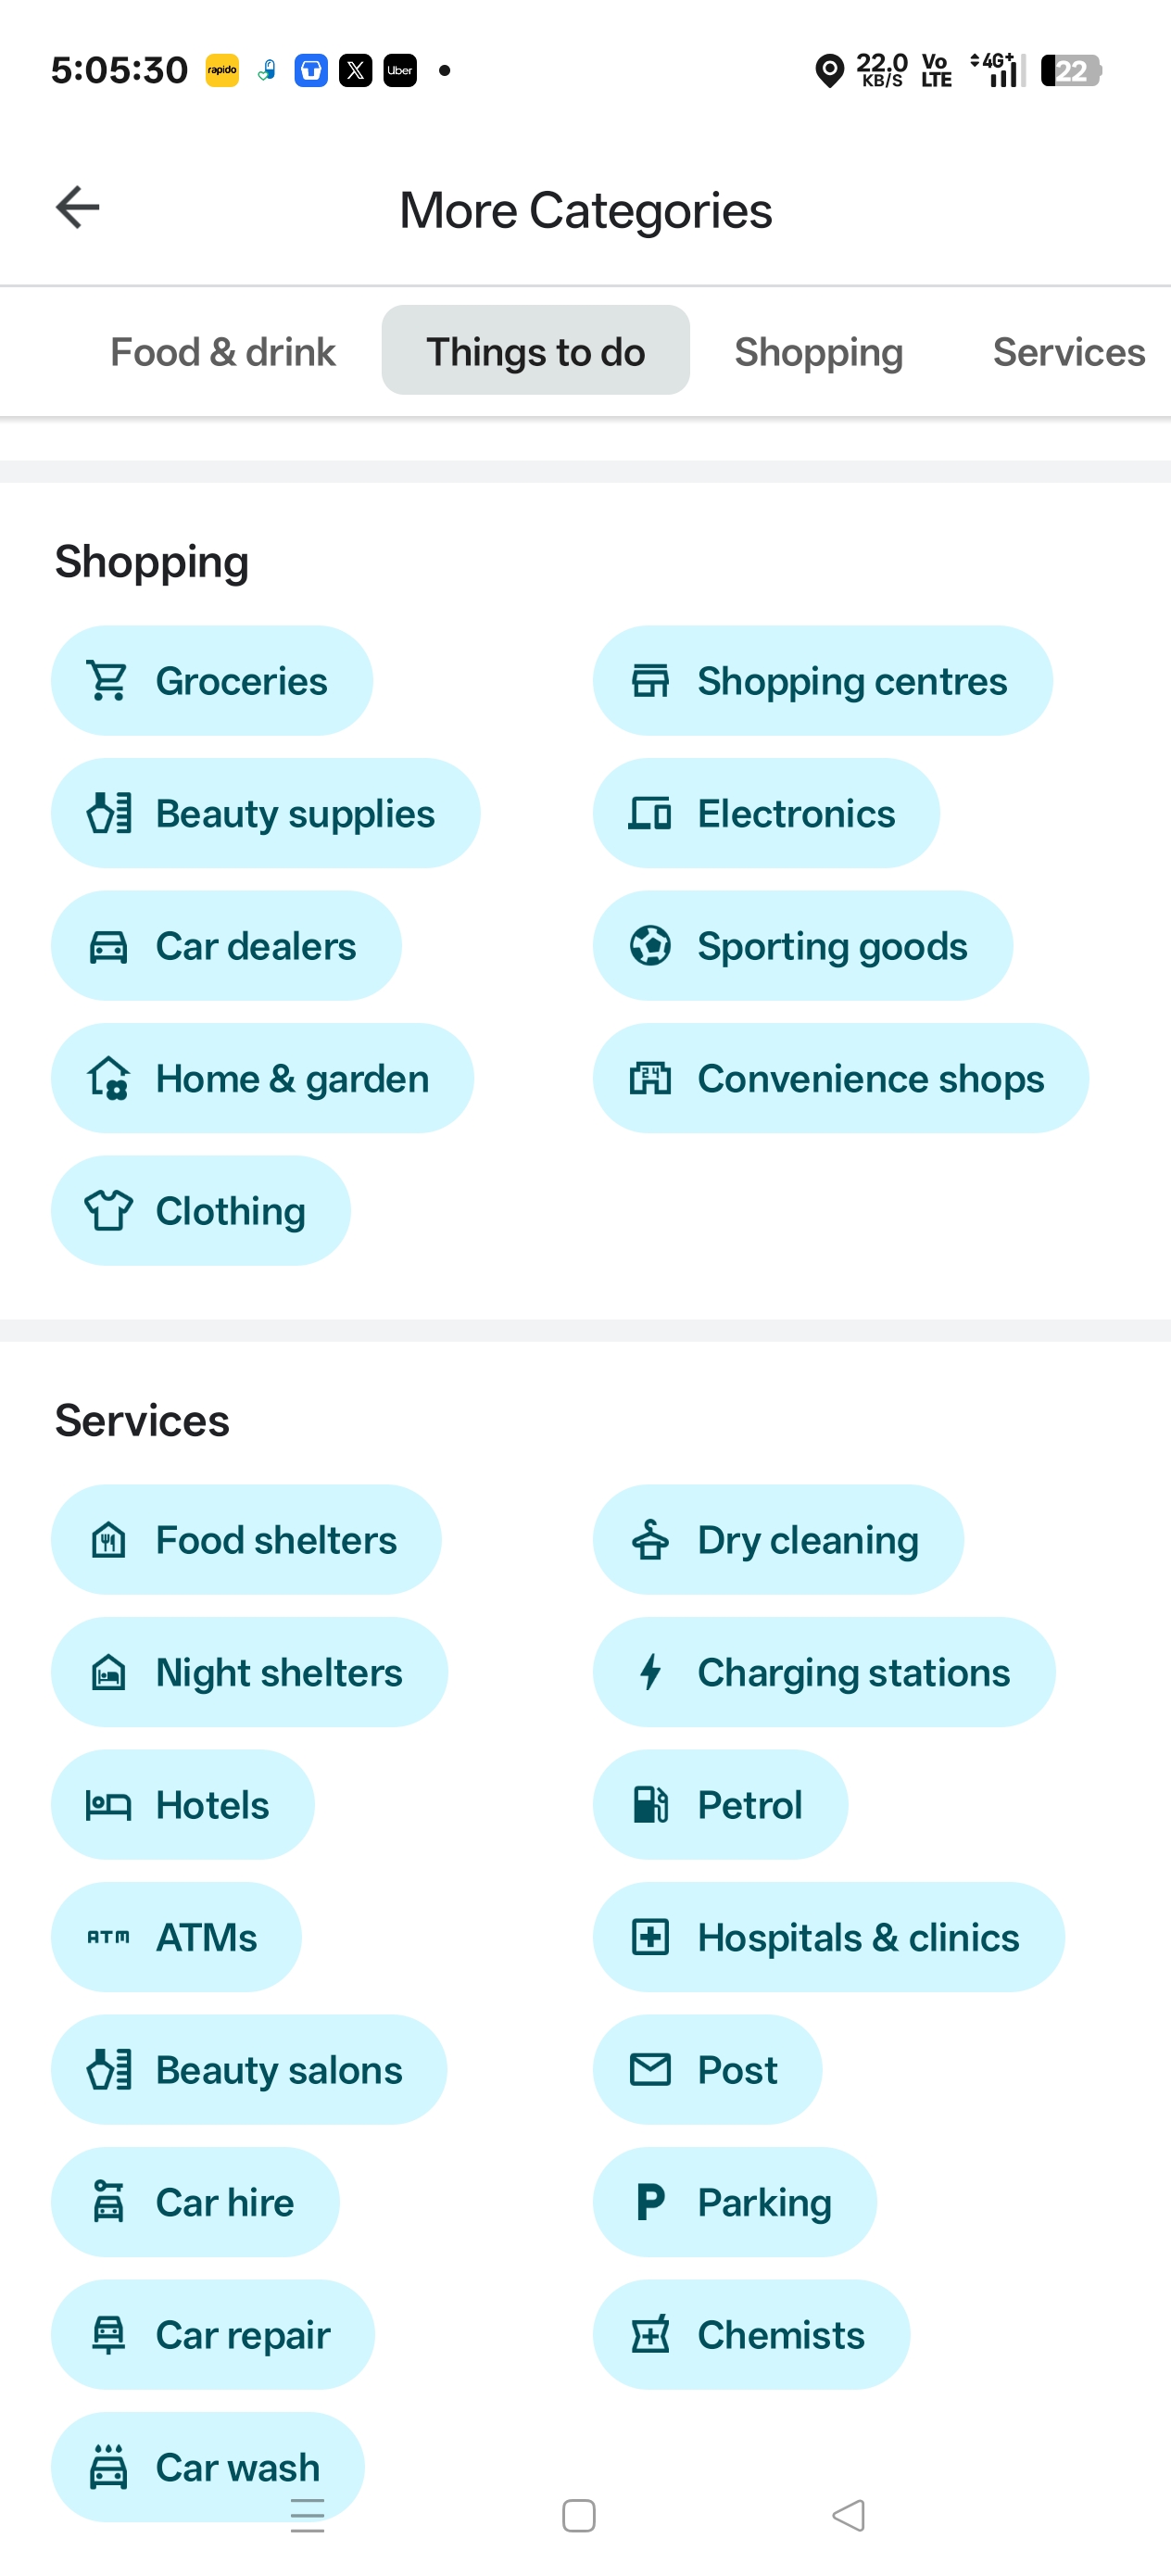 5:05:30 rapido X Uber 22.0 KB/S Vo LTE 4G+ 22
More Categories
Food & drink Things to do Shopping Services
Shopping
Groceries Shopping centres
Beauty supplies Electronics
Car dealers Sporting goods
Home & garden 24 Convenience shops
Clothing
Services
Food shelters Dry cleaning
Night shelters Charging stations
Hotels Petrol
ATM ATMs Hospitals & clinics
Beauty salons Post
Car hire P Parking
Car repair Chemists
Car wash